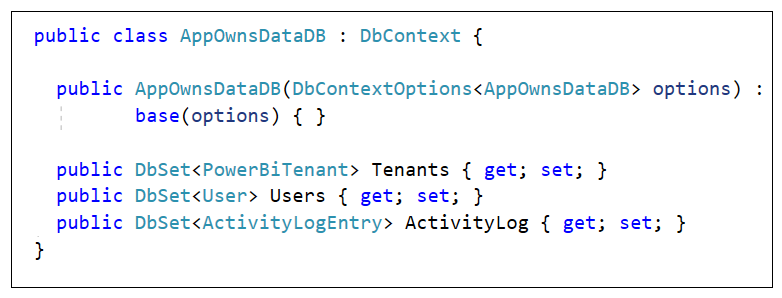 public class AppOwnsDataDB : DbContext {
public AppOwnsDataDB(DbContextOptions<AppOwnsDataDB> options) :
base(options) { }
public DbSet<PowerBiTenant> Tenants { get; set; }
public DbSet<User> Users { get; set; }
public DbSet<ActivityLogEntry> ActivityLog { get; set; }
}